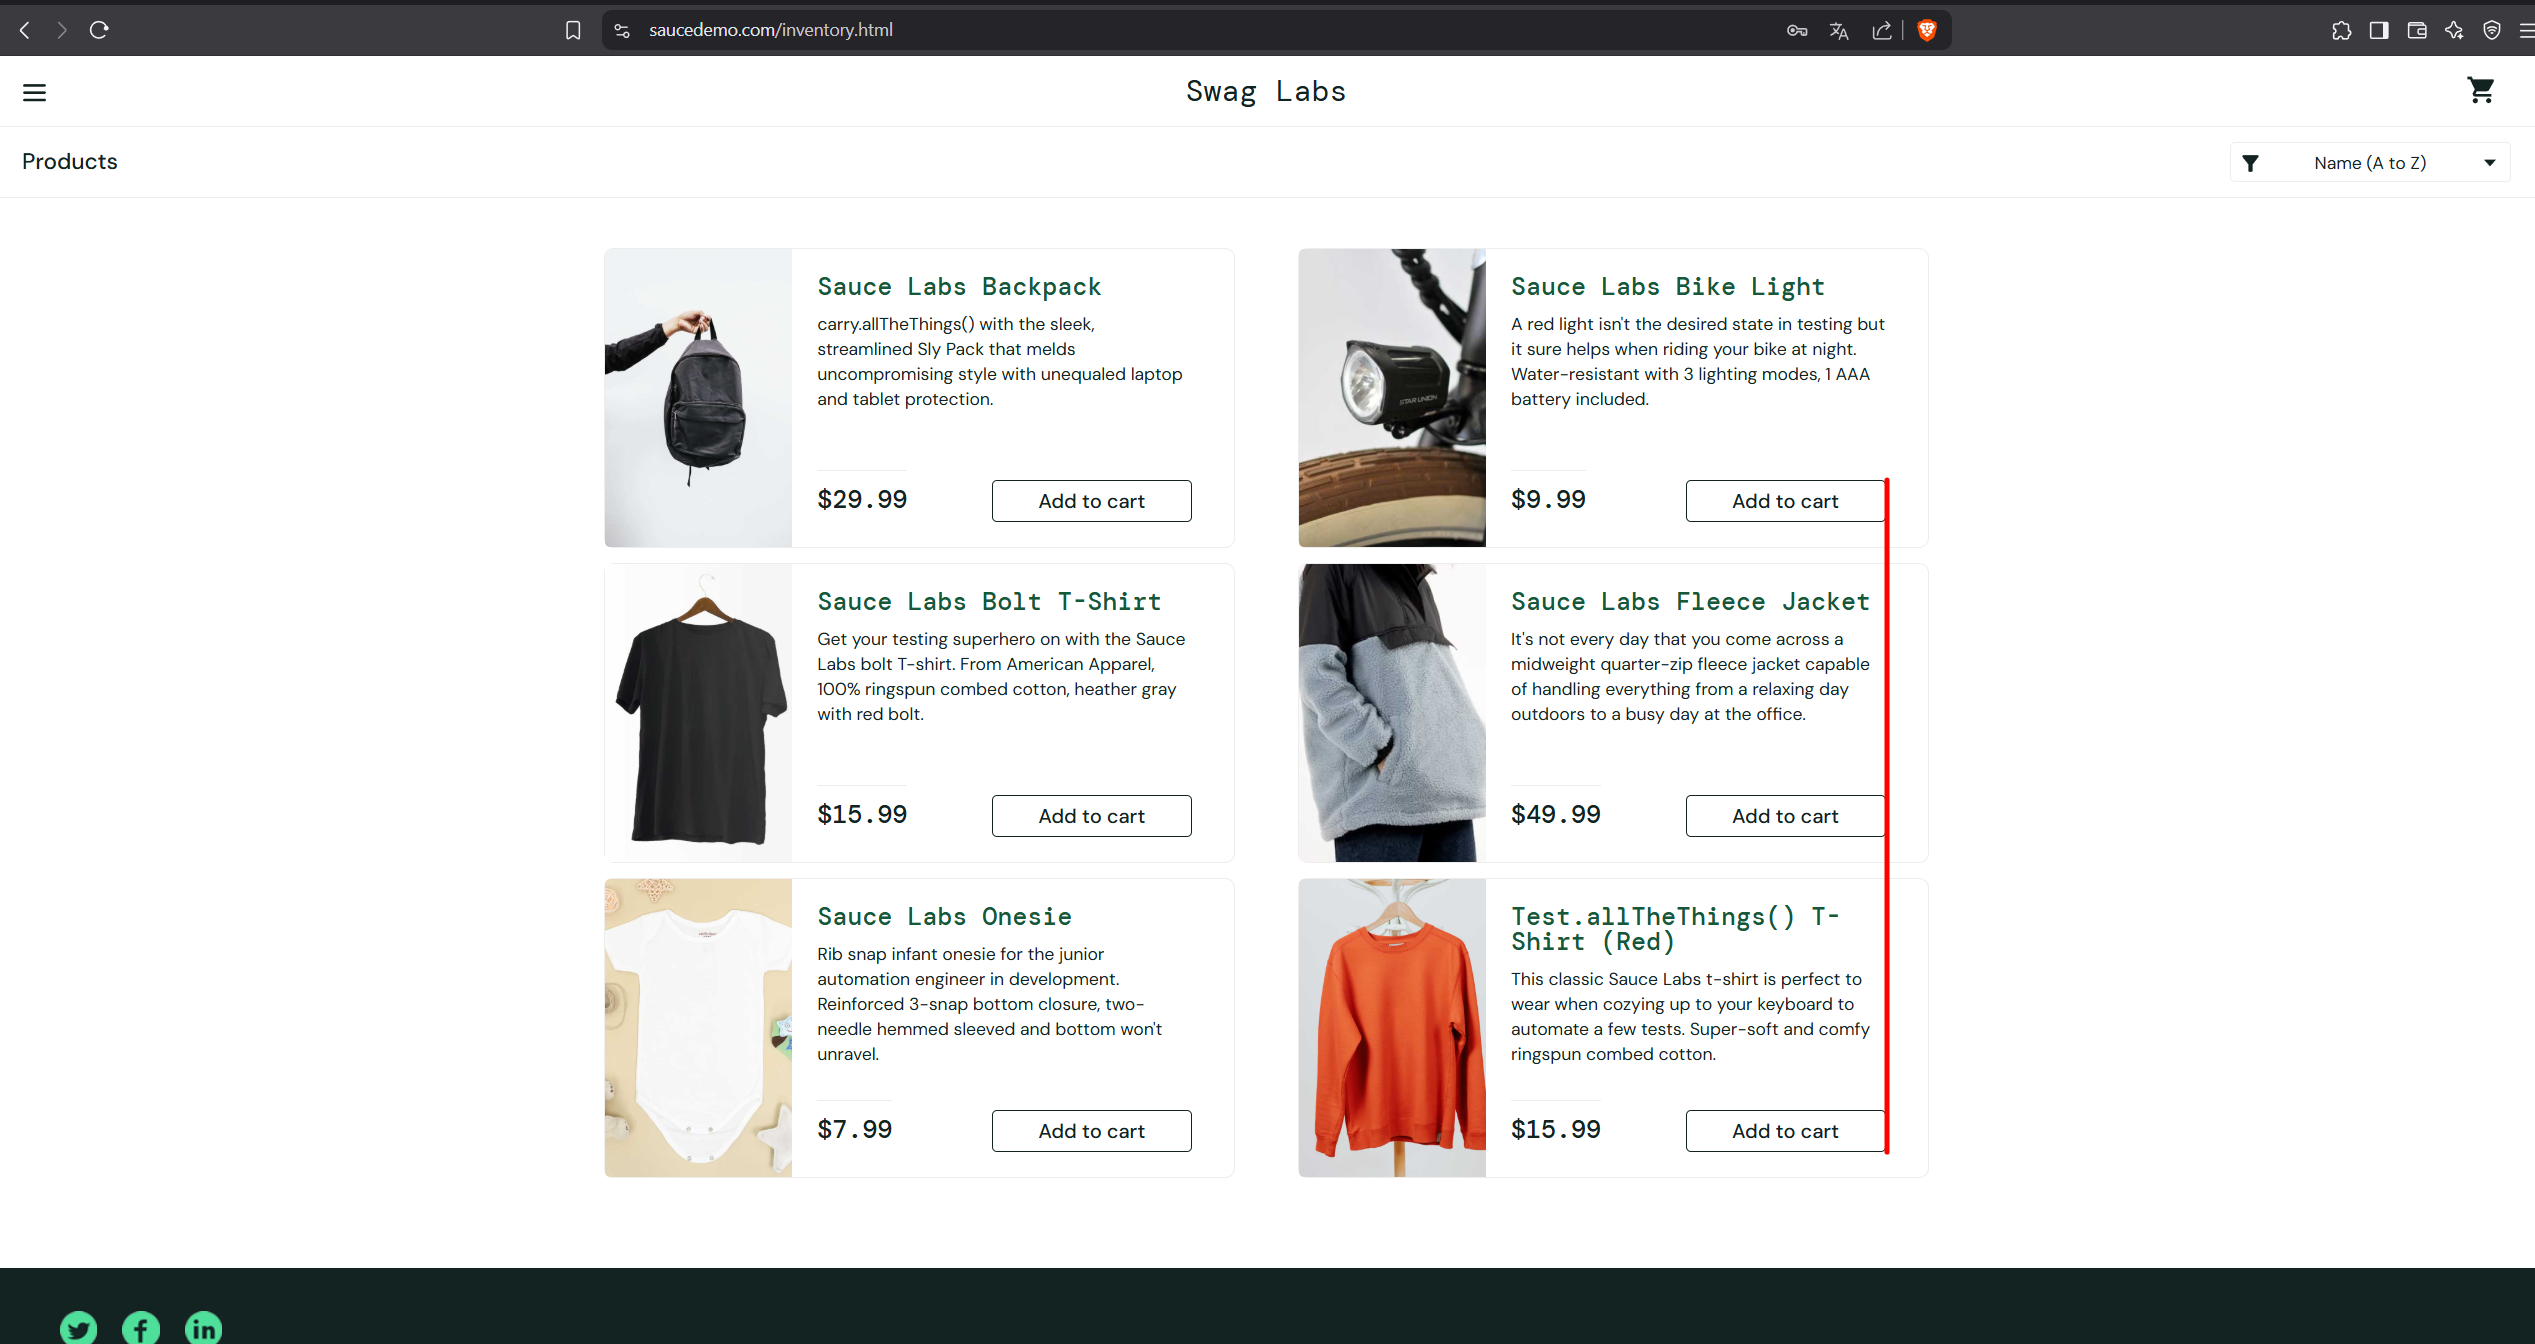 saucedemo.com/inventory.html
Swag Labs
Products
Name (A to Z)
Sauce Labs Backpack
carry.allTheThings() with the sleek,
streamlined Sly Pack that melds
uncompromising style with unequaled laptop
and tablet protection.
$29.99
Add to cart
Sauce Labs Bike Light
A red light isn't the desired state in testing but
it sure helps when riding your bike at night.
Water-resistant with 3 lighting modes, 1 AAA
battery included.
STAR UNION
$9.99
Add to cart
Sauce Labs Bolt T-Shirt
Get your testing superhero on with the Sauce
Labs bolt T-shirt. From American Apparel,
100% ringspun combed cotton, heather gray
with red bolt.
$15.99
Add to cart
Sauce Labs Fleece Jacket
It's not every day that you come across a
midweight quarter-zip fleece jacket capable
of handling everything from a relaxing day
outdoors to a busy day at the office.
$49.99
Add to cart
Sauce Labs Onesie
Rib snap infant onesie for the junior
automation engineer in development.
Reinforced 3-snap bottom closure, two-
needle hemmed sleeved and bottom won't
unravel.
$7.99
Add to cart
Test.allTheThings() T-
Shirt (Red)
This classic Sauce Labs t-shirt is perfect to
wear when cozying up to your keyboard to
automate a few tests. Super-soft and comfy
ringspun combed cotton.
$15.99
Add to cart